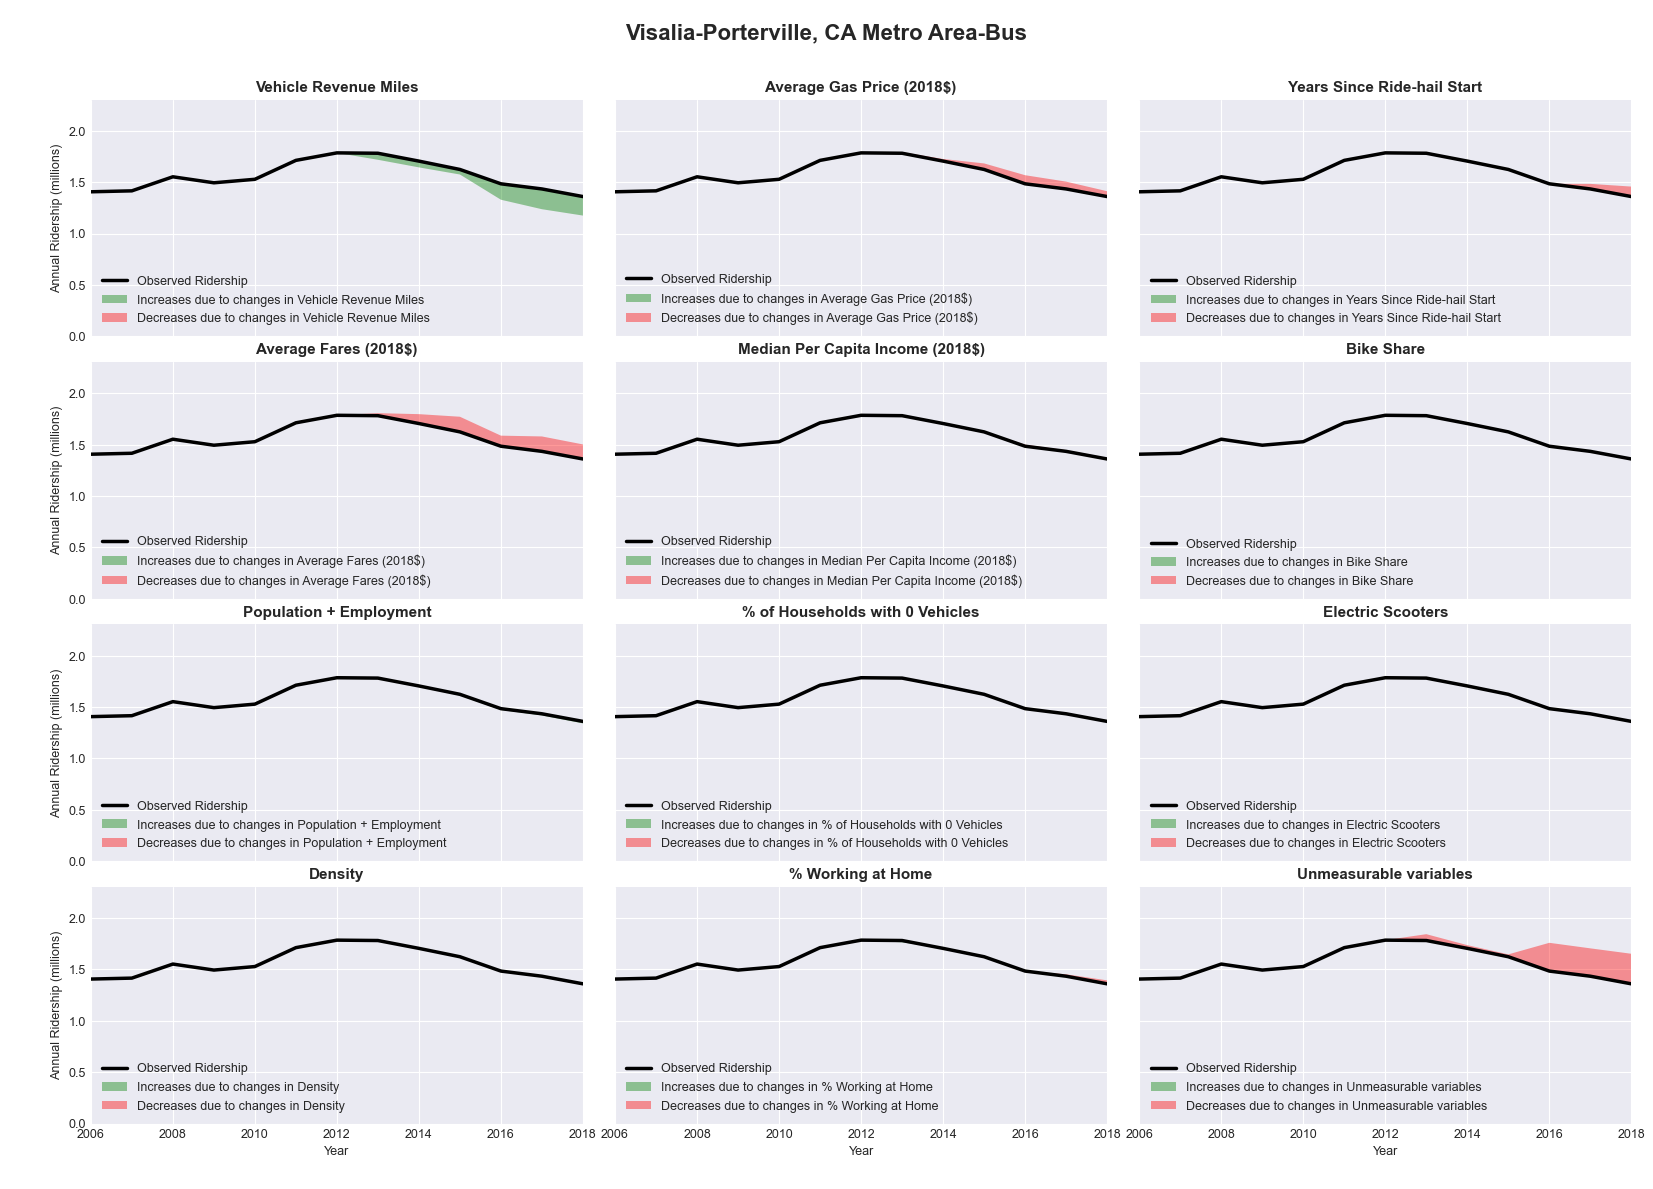 Visalia-Porterville, CA Metro Area-Bus
Vehicle Revenue Miles
Average Gas Price (2018$)
Years Since Ride-hail Start
Annual Ridership (millions)
2.0
1.5
1.0
0.5
0.0
Observed Ridership
Increases due to changes in Vehicle Revenue Miles
Decreases due to changes in Vehicle Revenue Miles
Observed Ridership
Increases due to changes in Average Gas Price (2018$)
Decreases due to changes in Average Gas Price (2018$)
Observed Ridership
Increases due to changes in Years Since Ride-hail Start
Decreases due to changes in Years Since Ride-hail Start
Average Fares (2018$)
Median Per Capita Income (2018$)
Bike Share
Annual Ridership (millions)
2.0
1.5
1.0
0.5
0.0
Observed Ridership
Increases due to changes in Average Fares (2018$)
Decreases due to changes in Average Fares (2018$)
Observed Ridership
Increases due to changes in Median Per Capita Income (2018$)
Decreases due to changes in Median Per Capita Income (2018$)
Observed Ridership
Increases due to changes in Bike Share
Decreases due to changes in Bike Share
Population + Employment
% of Households with 0 Vehicles
Electric Scooters
Annual Ridership (millions)
2.0
1.5
1.0
0.5
0.0
Observed Ridership
Increases due to changes in Population + Employment
Decreases due to changes in Population + Employment
Observed Ridership
Increases due to changes in % of Households with 0 Vehicles
Decreases due to changes in % of Households with 0 Vehicles
Observed Ridership
Increases due to changes in Electric Scooters
Decreases due to changes in Electric Scooters
Density
% Working at Home
Unmeasurable variables
Annual Ridership (millions)
2.0
1.5
1.0
0.5
0.0
Observed Ridership
Increases due to changes in Density
Decreases due to changes in Density
Observed Ridership
Increases due to changes in % Working at Home
Decreases due to changes in % Working at Home
Observed Ridership
Increases due to changes in Unmeasurable variables
Decreases due to changes in Unmeasurable variables
2006 2008 2010 2012 2014 2016 2018
2006 2008 2010 2012 2014 2016 2018
2006 2008 2010 2012 2014 2016 2018
Year
Year
Year